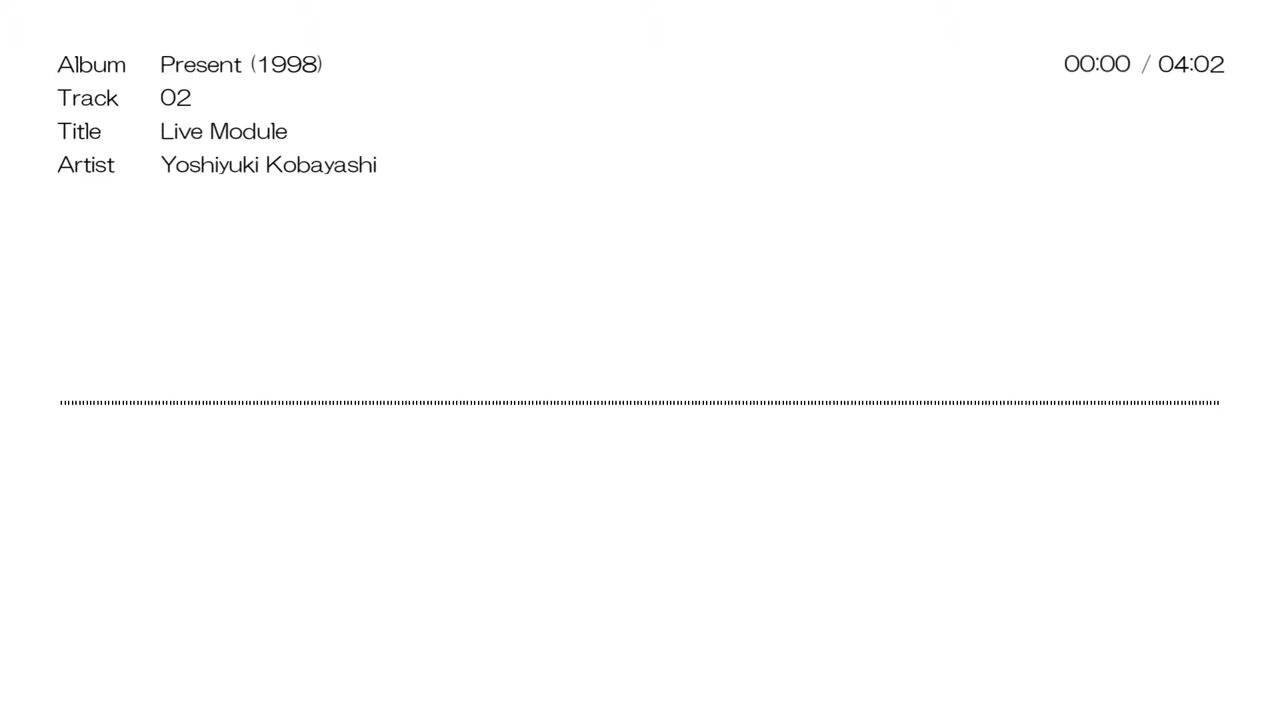 Album Present (1998) 00:00 / 04:02
Track 02
Title Live Module
Artist Yoshiyuki Kobayashi